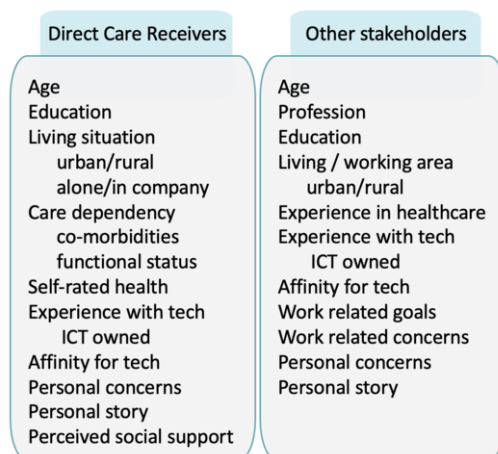 Direct Care Receivers
Age
Education
Living situation
urban/rural
alone/in company
Care dependency
co-morbidities
functional status
Self-rated health
Experience with tech
ICT owned
Affinity for tech
Personal concerns
Personal story
Perceived social support
Other stakeholders
Age
Profession
Education
Living / working area
urban/rural
Experience in healthcare
Experience with tech
ICT owned
Affinity for tech
Work related goals
Work related concerns
Personal concerns
Personal story